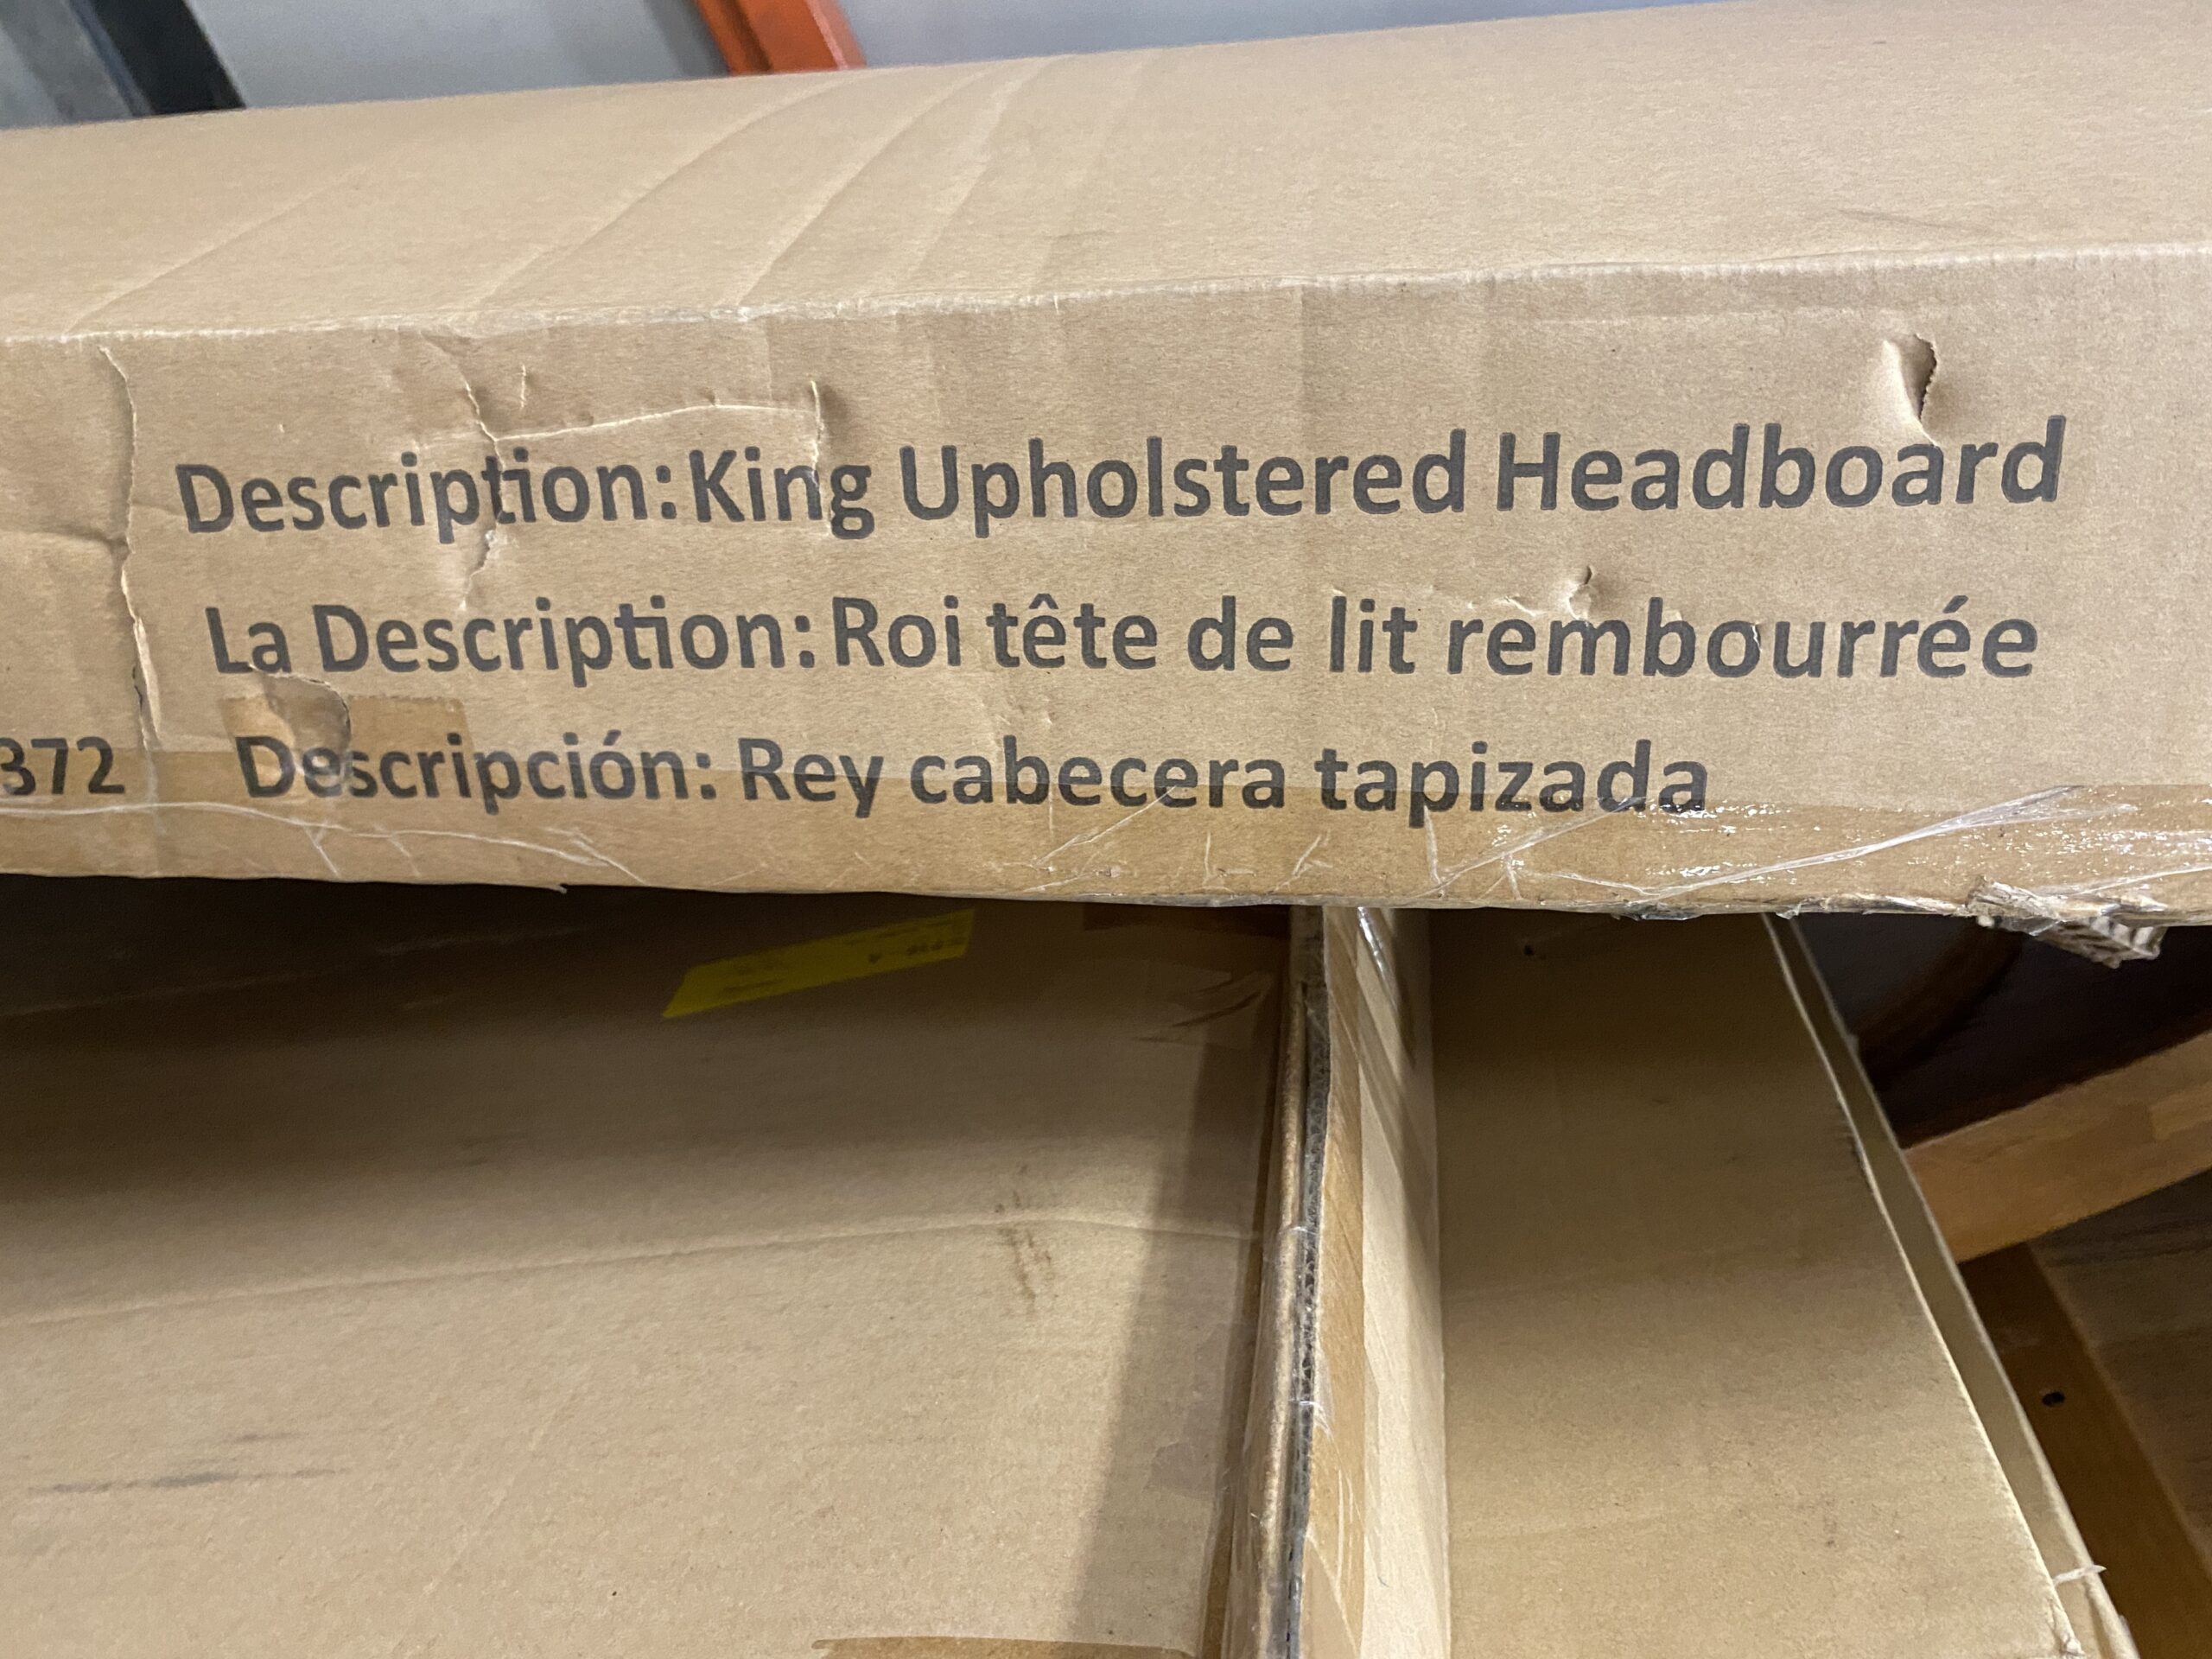 Description: King Upholstered Headboard
La Description: Roi tête de lit rembourrée
372 Descripción: Rey cabecera tapizada